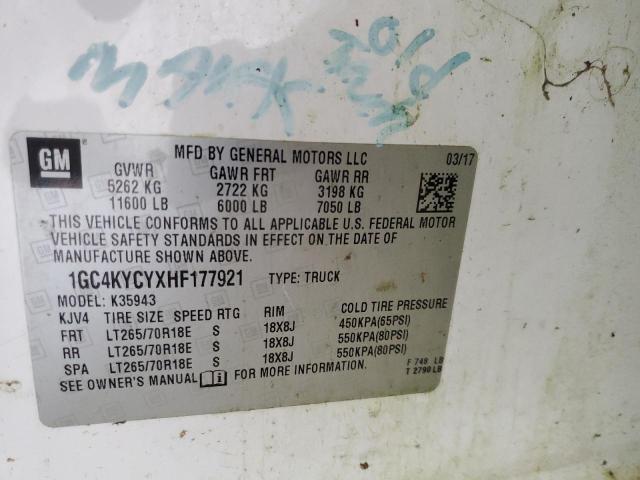 GM
MFD BY GENERAL MOTORS LLC 03/17
GVWR GAWR FRT GAWR RR
5262 KG 2722 KG 3198 KG
11600 LB 6000 LB 7050 LB
THIS VEHICLE CONFORMS TO ALL APPLICABLE U.S. FEDERAL MOTOR
VEHICLE SAFETY STANDARDS IN EFFECT ON THE DATE OF
MANUFACTURE SHOWN ABOVE.
1GC4KYCYXHF177921 TYPE: TRUCK
MODEL: K35943
KJV4 TIRE SIZE SPEED RTG RIM COLD TIRE PRESSURE
FRT LT265/70R18E S 18X8J 450KPA(65PSI)
RR LT265/70R18E S 18X8J 550KPA(80PSI)
SPA LT265/70R18E S 18X8J 550KPA(80PSI)
SEE OWNER'S MANUAL FOR MORE INFORMATION.
F 748 LB
T 2790 LB